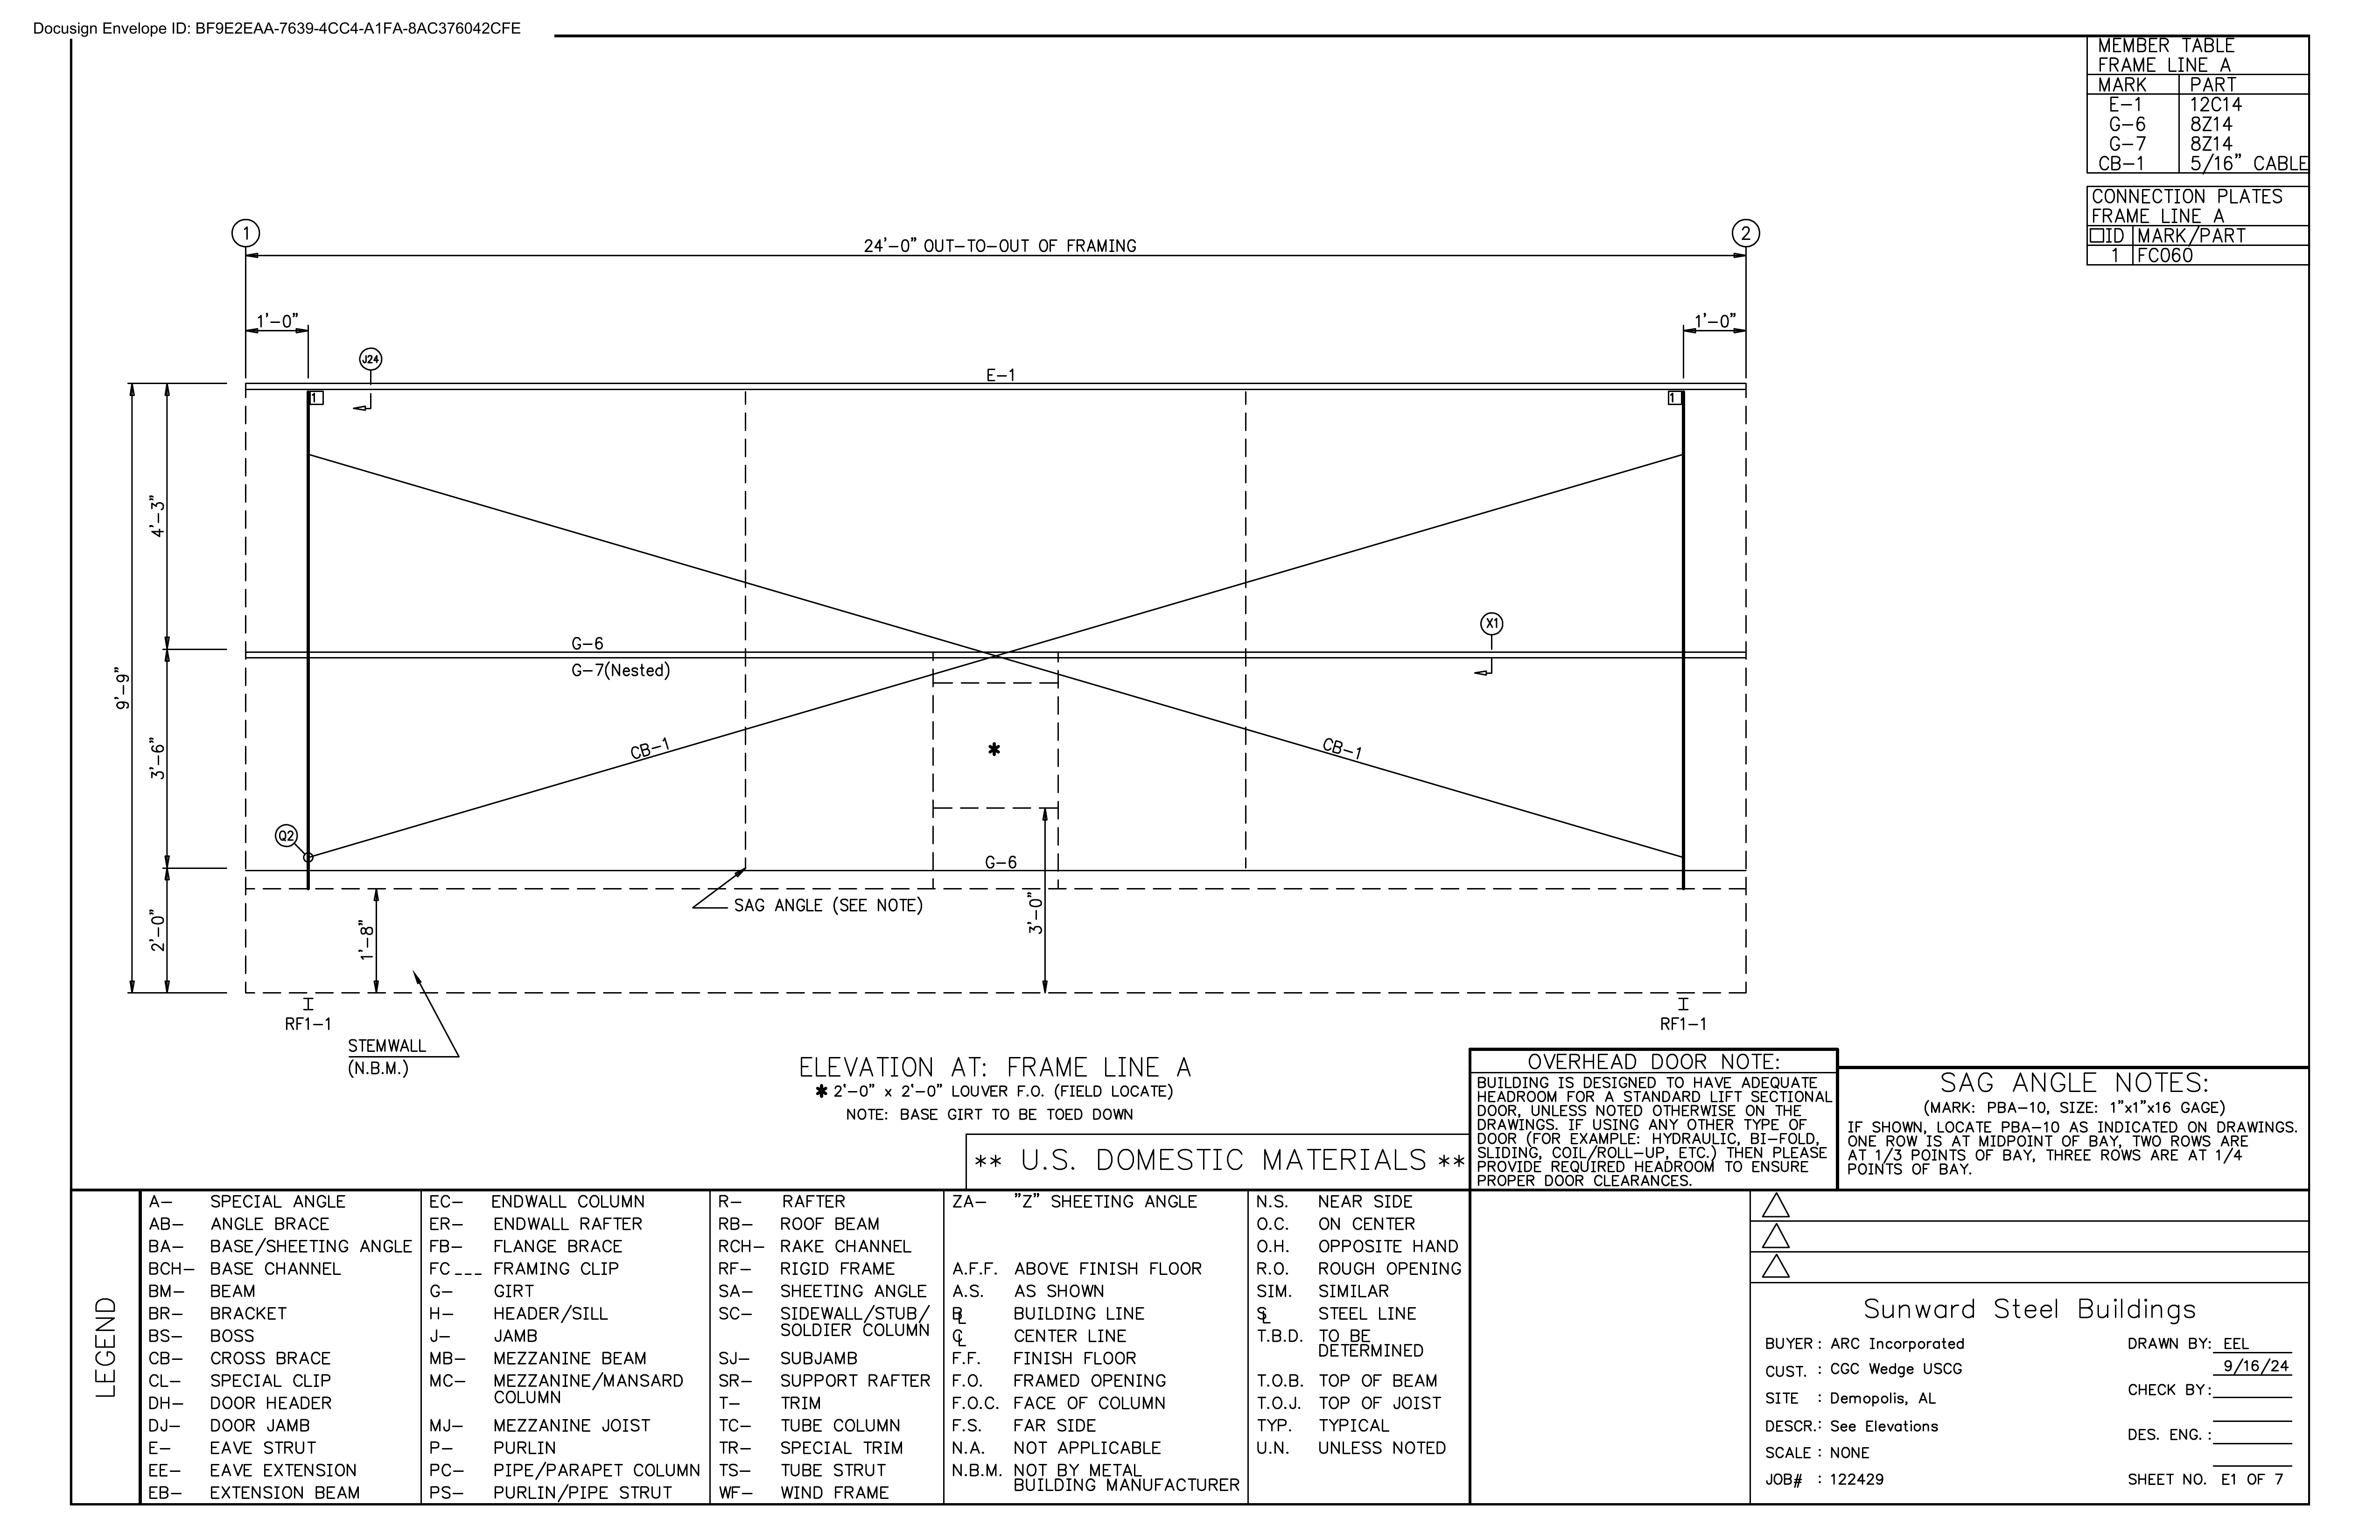 Docusign Envelope ID: BF9E2EAA-7639-4CC4-A1FA-8AC376042CFE
MEMBER TABLE
FRAME LINE A
MARK PART
E-1 12C14
G-6 8Z14
G-7 8Z14
CB-1 5/16" CABLE
CONNECTION PLATES
FRAME LINE A
□ID MARK/PART
1 FC060
1 2
24'-0" OUT-TO-OUT OF FRAMING
1'-0" 1'-0"
J24
E-1
1 1
4'-3"
X1
G-6
G-7(Nested)
9'-9"
3'-6"
CB-1 CB-1
*
Q2
G-6
SAG ANGLE (SEE NOTE)
2'-0"
1'-8"
3'-0"
RF1-1 RF1-1
STEMWALL
(N.B.M.)
ELEVATION AT: FRAME LINE A
* 2'-0" x 2'-0" LOUVER F.O. (FIELD LOCATE)
NOTE: BASE GIRT TO BE TOED DOWN
** U.S. DOMESTIC MATERIALS **
OVERHEAD DOOR NOTE:
BUILDING IS DESIGNED TO HAVE ADEQUATE
HEADROOM FOR A STANDARD LIFT SECTIONAL
DOOR, UNLESS NOTED OTHERWISE ON THE
DRAWINGS. IF USING ANY OTHER TYPE OF
DOOR (FOR EXAMPLE: HYDRAULIC, BI-FOLD,
SLIDING, COIL/ROLL-UP, ETC.) THEN PLEASE
PROVIDE REQUIRED HEADROOM TO ENSURE
PROPER DOOR CLEARANCES.
SAG ANGLE NOTES:
(MARK: PBA-10, SIZE: 1"x1"x16 GAGE)
IF SHOWN, LOCATE PBA-10 AS INDICATED ON DRAWINGS.
ONE ROW IS AT MIDPOINT OF BAY, TWO ROWS ARE
AT 1/3 POINTS OF BAY, THREE ROWS ARE AT 1/4
POINTS OF BAY.
LEGEND
A- SPECIAL ANGLE
AB- ANGLE BRACE
BA- BASE/SHEETING ANGLE
BCH- BASE CHANNEL
BM- BEAM
BR- BRACKET
BS- BOSS
CB- CROSS BRACE
CL- SPECIAL CLIP
DH- DOOR HEADER
DJ- DOOR JAMB
E- EAVE STRUT
EE- EAVE EXTENSION
EB- EXTENSION BEAM
EC- ENDWALL COLUMN
ER- ENDWALL RAFTER
FB- FLANGE BRACE
FC___ FRAMING CLIP
G- GIRT
H- HEADER/SILL
J- JAMB
MB- MEZZANINE BEAM
MC- MEZZANINE/MANSARD
COLUMN
MJ- MEZZANINE JOIST
P- PURLIN
PC- PIPE/PARAPET COLUMN
PS- PURLIN/PIPE STRUT
R- RAFTER
RB- ROOF BEAM
RCH- RAKE CHANNEL
RF- RIGID FRAME
SA- SHEETING ANGLE
SC- SIDEWALL/STUB/
SOLDIER COLUMN
SJ- SUBJAMB
SR- SUPPORT RAFTER
T- TRIM
TC- TUBE COLUMN
TR- SPECIAL TRIM
TS- TUBE STRUT
WF- WIND FRAME
ZA- "Z" SHEETING ANGLE
A.F.F. ABOVE FINISH FLOOR
A.S. AS SHOWN
BL BUILDING LINE
CL CENTER LINE
F.F. FINISH FLOOR
F.O. FRAMED OPENING
F.O.C. FACE OF COLUMN
F.S. FAR SIDE
N.A. NOT APPLICABLE
N.B.M. NOT BY METAL
BUILDING MANUFACTURER
N.S. NEAR SIDE
O.C. ON CENTER
O.H. OPPOSITE HAND
R.O. ROUGH OPENING
SIM. SIMILAR
SL STEEL LINE
T.B.D. TO BE
DETERMINED
T.O.B. TOP OF BEAM
T.O.J. TOP OF JOIST
TYP. TYPICAL
U.N. UNLESS NOTED
Sunward Steel Buildings
BUYER : ARC Incorporated
CUST. : CGC Wedge USCG
SITE : Demopolis, AL
DESCR.: See Elevations
SCALE : NONE
JOB# : 122429
DRAWN BY: EEL
9/16/24
CHECK BY:
DES. ENG. :
SHEET NO. E1 OF 7